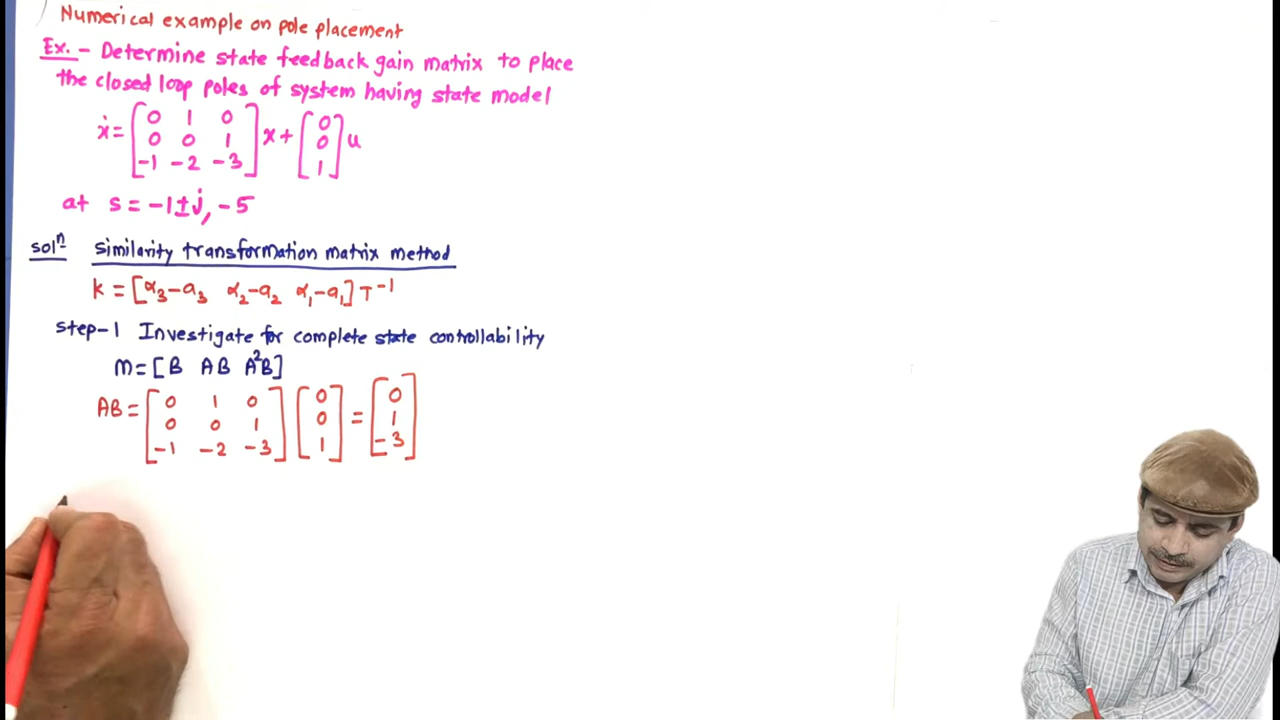 Numerical example on pole placement
Ex. - Determine state feedback gain matrix to place
the closed loop poles of system having state model
ẋ = [0 1 0; 0 0 1; -1 -2 -3] x + [0; 0; 1] u
at s = -1±j, -5
solⁿ similarity transformation matrix method
k = [α₃-a₃ α₂-a₂ α₁-a₁] T⁻¹
step-1 Investigate for complete state controllability
m = [B AB A²B]
AB = [0 1 0; 0 0 1; -1 -2 -3] [0; 0; 1] = [0; 1; -3]